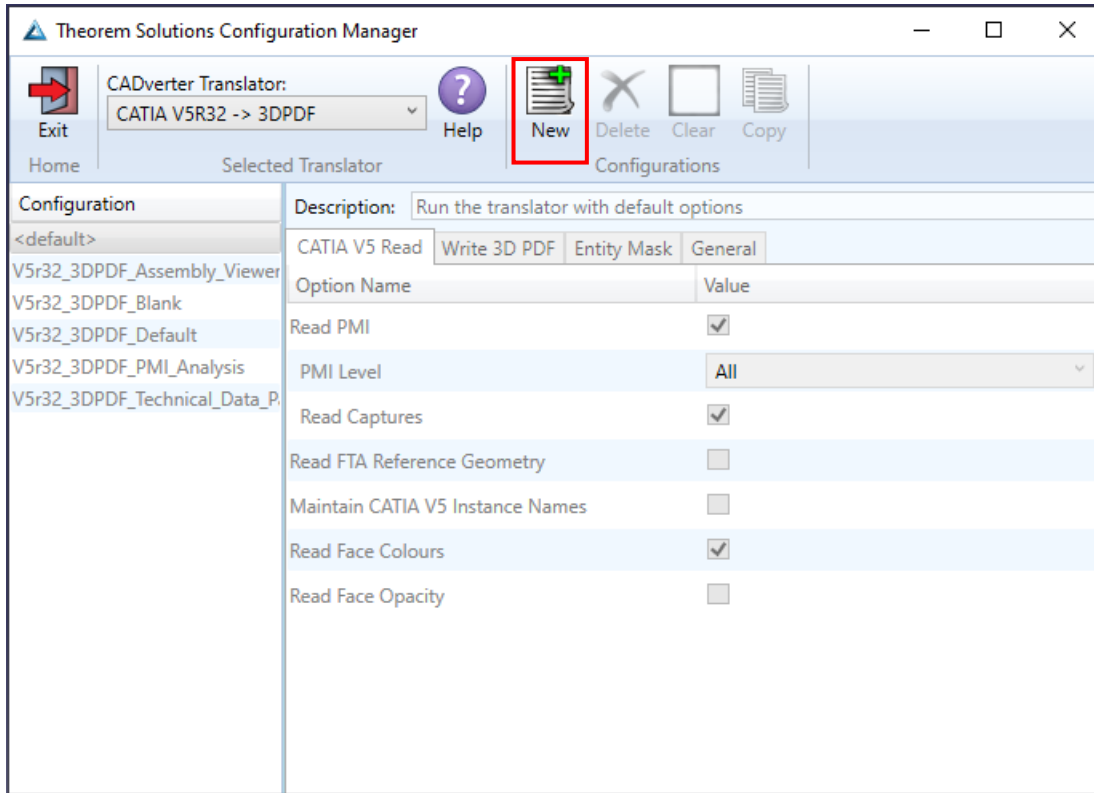 Theorem Solutions Configuration Manager
CADverter Translator:
CATIA V5R32 -> 3DPDF
Exit
Help
New
Delete
Clear
Copy
Home
Selected Translator
Configurations
Configuration
Description: Run the translator with default options
<default>
V5r32_3DPDF_Assembly_Viewer
V5r32_3DPDF_Blank
V5r32_3DPDF_Default
V5r32_3DPDF_PMI_Analysis
V5r32_3DPDF_Technical_Data_P
CATIA V5 Read
Write 3D PDF
Entity Mask
General
Option Name Value
Read PMI
PMI Level All
Read Captures
Read FTA Reference Geometry
Maintain CATIA V5 Instance Names
Read Face Colours
Read Face Opacity